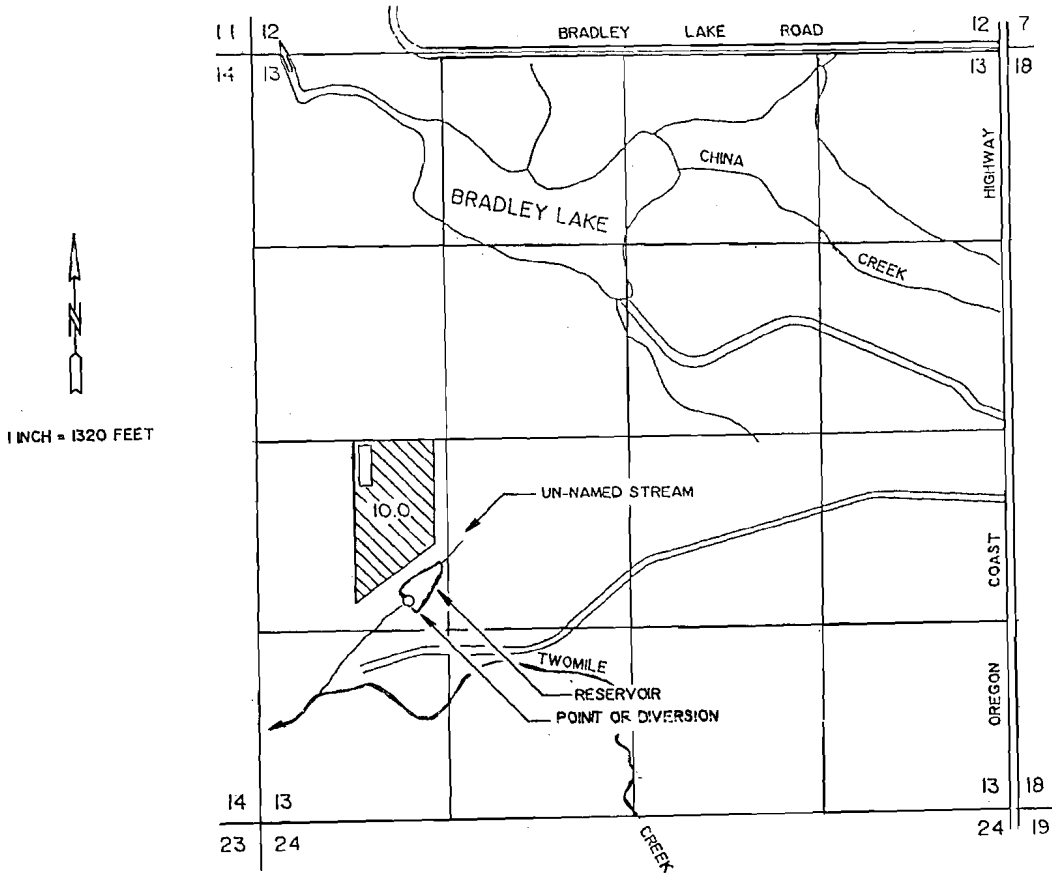 11 12
BRADLEY LAKE ROAD
12 7
14 13
13 18
HIGHWAY
CHINA
BRADLEY LAKE
CREEK
N
1 INCH = 1320 FEET
UN-NAMED STREAM
10.0
COAST
TWOMILE
RESERVOIR
OREGON
POINT OF DIVERSION
14 13
13 18
23 24
24 19
CREEK